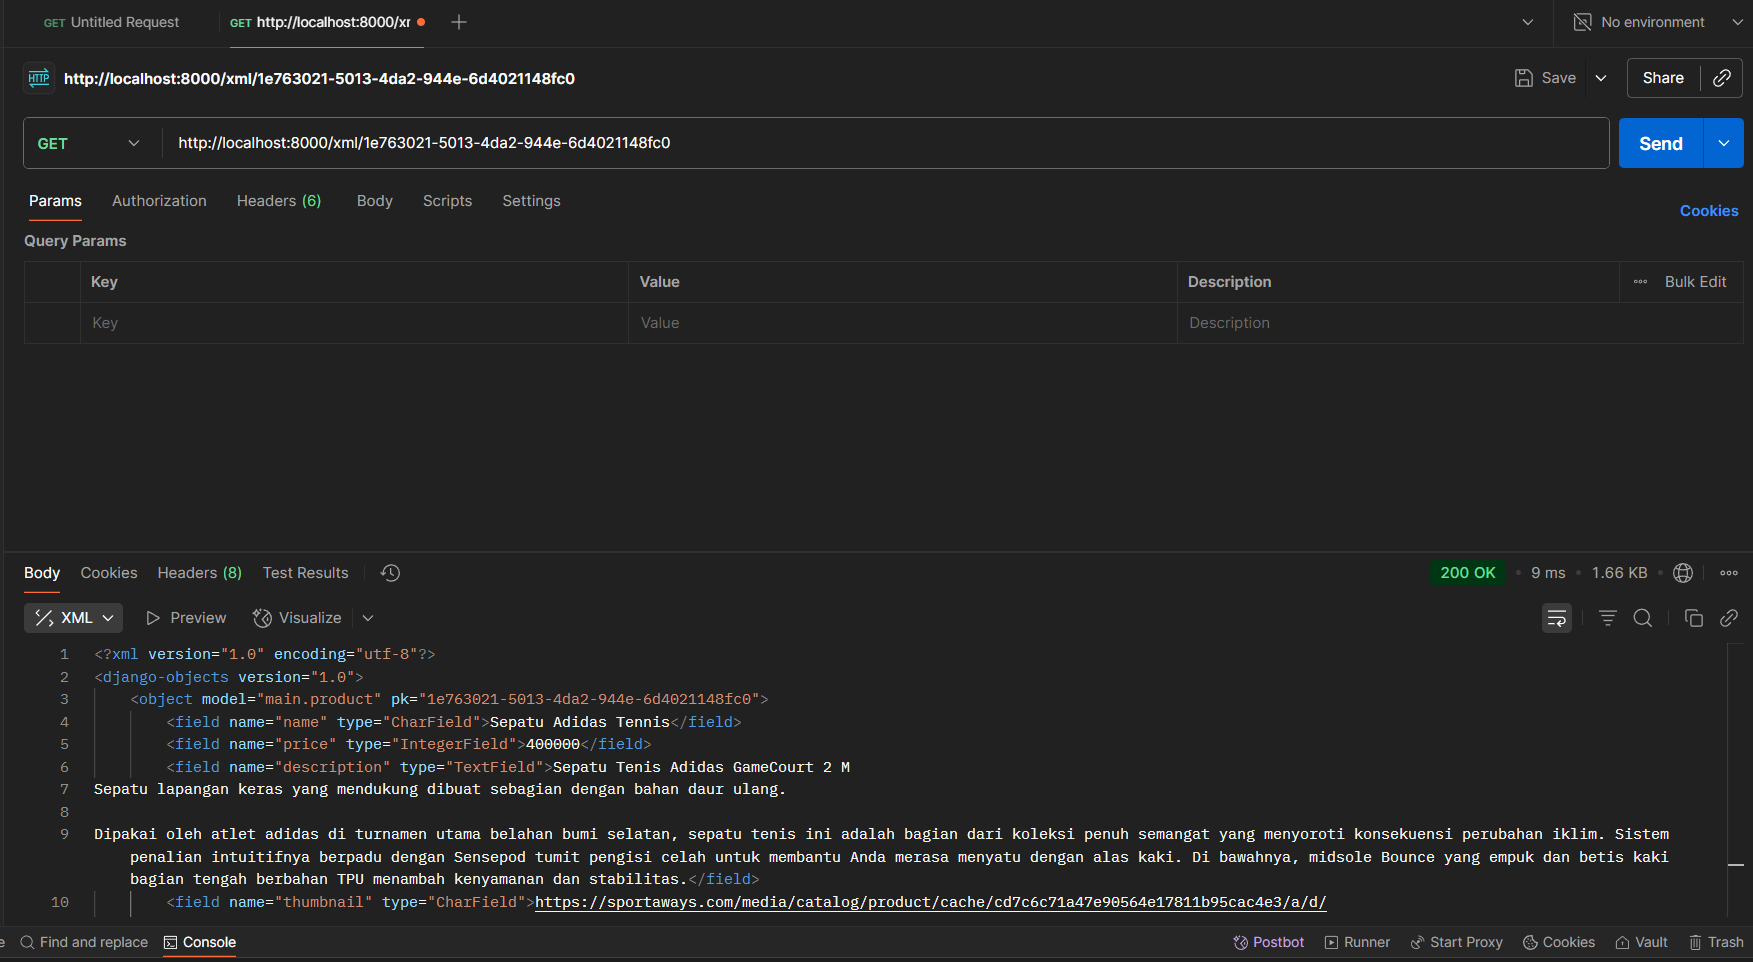 GET Untitled Request
GET http://localhost:8000/xr
No environment
HTTP
http://localhost:8000/xml/1e763021-5013-4da2-944e-6d4021148fc0
Save
Share
GET
http://localhost:8000/xml/1e763021-5013-4da2-944e-6d4021148fc0
Send
Params Authorization Headers (6) Body Scripts Settings
Cookies
Query Params
Key Value Description Bulk Edit
Key Value Description
Body Cookies Headers (8) Test Results
200 OK • 9 ms • 1.66 KB
XML Preview Visualize
1 <?xml version="1.0" encoding="utf-8"?>
2 <django-objects version="1.0">
3 <object model="main.product" pk="1e763021-5013-4da2-944e-6d4021148fc0">
4 <field name="name" type="CharField">Sepatu Adidas Tennis</field>
5 <field name="price" type="IntegerField">400000</field>
6 <field name="description" type="TextField">Sepatu Tenis Adidas GameCourt 2 M
7 Sepatu lapangan keras yang mendukung dibuat sebagian dengan bahan daur ulang.
8
9 Dipakai oleh atlet adidas di turnamen utama belahan bumi selatan, sepatu tenis ini adalah bagian dari koleksi penuh semangat yang menyoroti konsekuensi perubahan iklim. Sistem
penalian intuitifnya berpadu dengan Sensepod tumit pengisi celah untuk membantu Anda merasa menyatu dengan alas kaki. Di bawahnya, midsole Bounce yang empuk dan betis kaki
bagian tengah berbahan TPU menambah kenyamanan dan stabilitas.</field>
10 <field name="thumbnail" type="CharField">https://sportaways.com/media/catalog/product/cache/cd7c6c71a47e90564e17811b95cac4e3/a/d/
e Find and replace Console
Postbot Runner Start Proxy Cookies Vault Trash